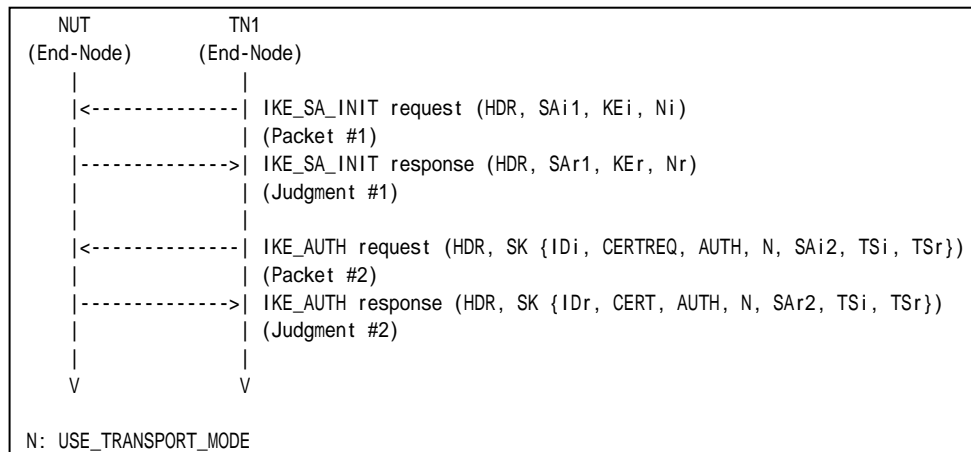 NUT TN1
(End-Node) (End-Node)
| |
|<--------------| IKE_SA_INIT request (HDR, SAi1, KEi, Ni)
| | (Packet #1)
|-------------->| IKE_SA_INIT response (HDR, SAr1, KEr, Nr)
| | (Judgment #1)
| |
|<--------------| IKE_AUTH request (HDR, SK {IDi, CERTREQ, AUTH, N, SAi2, TSi, TSr})
| | (Packet #2)
|-------------->| IKE_AUTH response (HDR, SK {IDr, CERT, AUTH, N, SAr2, TSi, TSr})
| | (Judgment #2)
| |
V V
N: USE_TRANSPORT_MODE